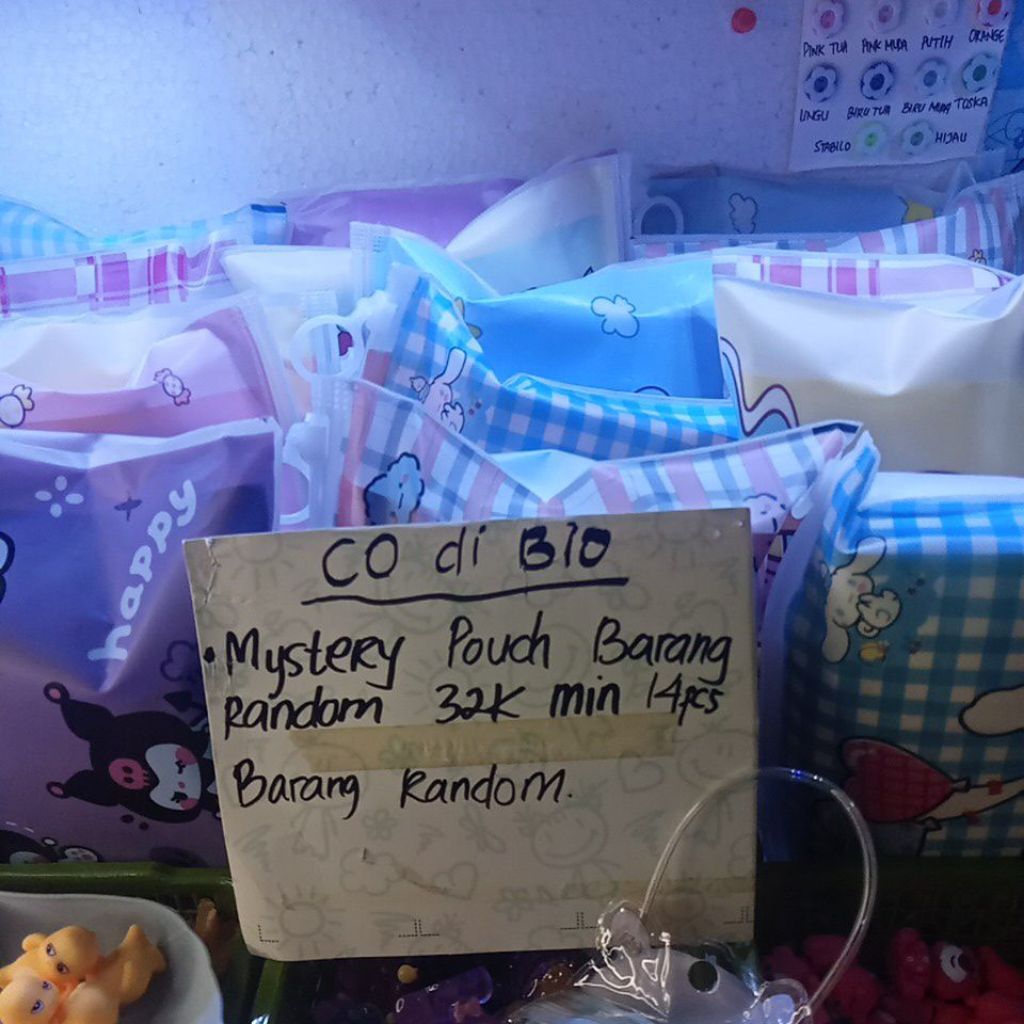 PINK TUA PINK MUDA PUTIH ORANGE
UNGU BIRU TUA BIRU MUDA TOSKA
STABILO HIJAU
happy
CO di BIO
• Mystery Pouch Barang
Random 32K min 14pcs
Barang Random.